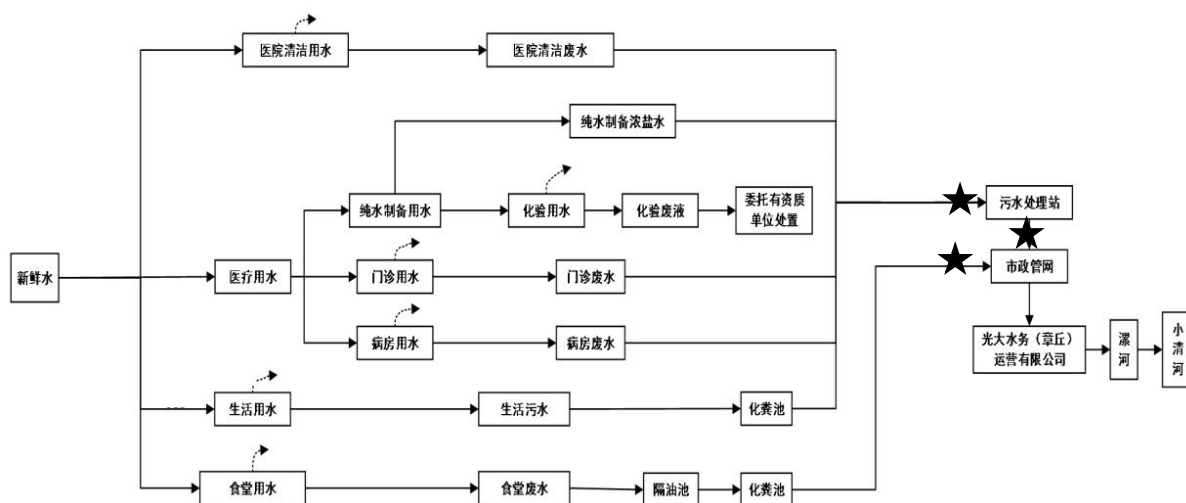 医院清洁用水
医院清洁废水
纯水制备浓盐水
纯水制备用水
化验用水
化验废液
委托有资质
单位处置
污水处理站
新鲜水
医疗用水
门诊用水
门诊废水
市政管网
病房用水
病房废水
光大水务（章丘）
运营有限公司
漯河
小清河
生活用水
生活污水
化粪池
食堂用水
食堂废水
隔油池
化粪池